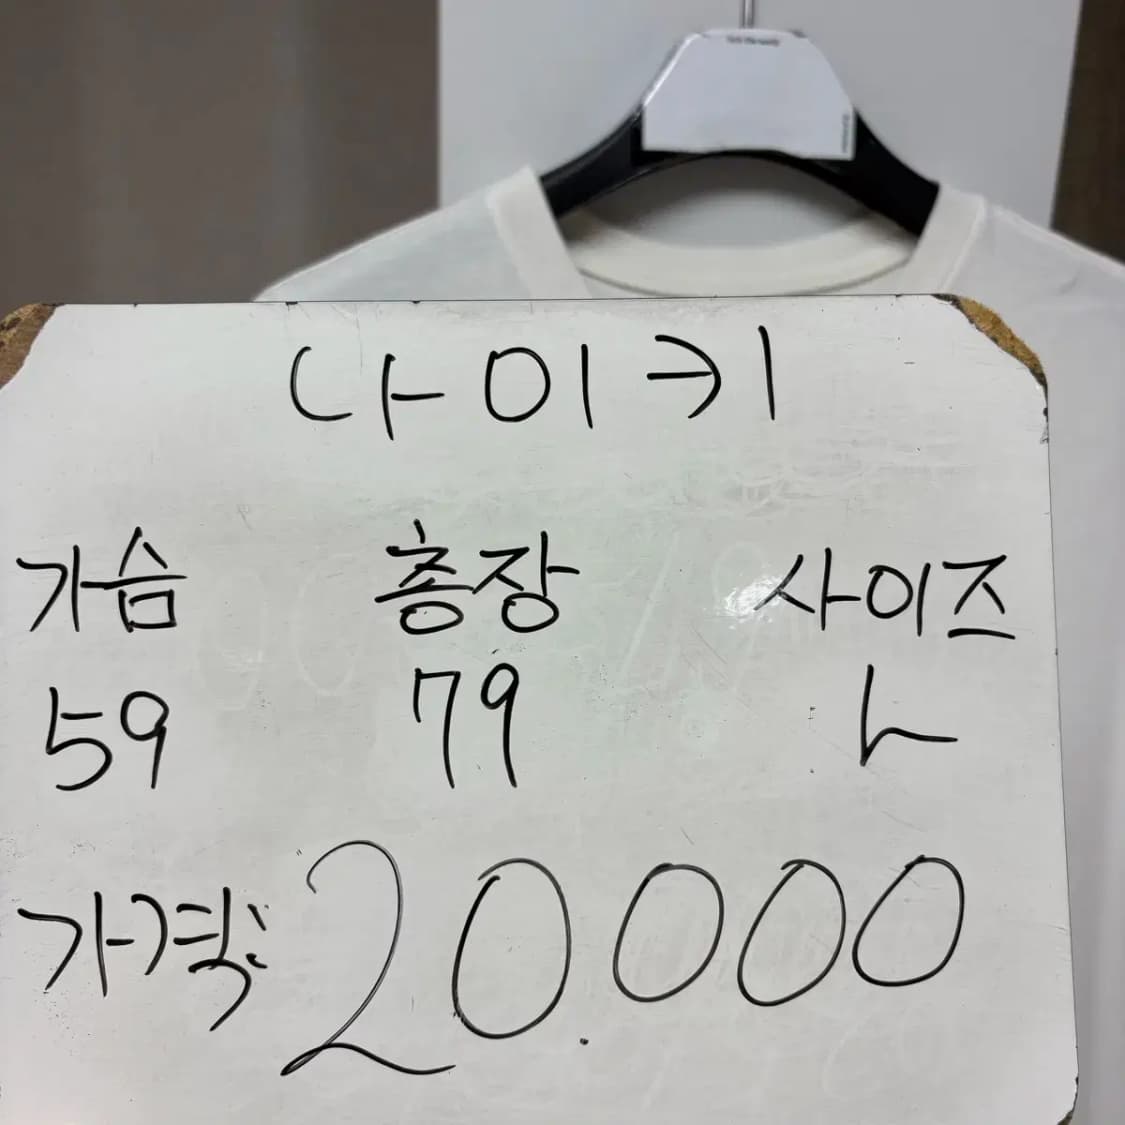 나이키
가슴 총장 사이즈
59 79 L
가격: 20.000